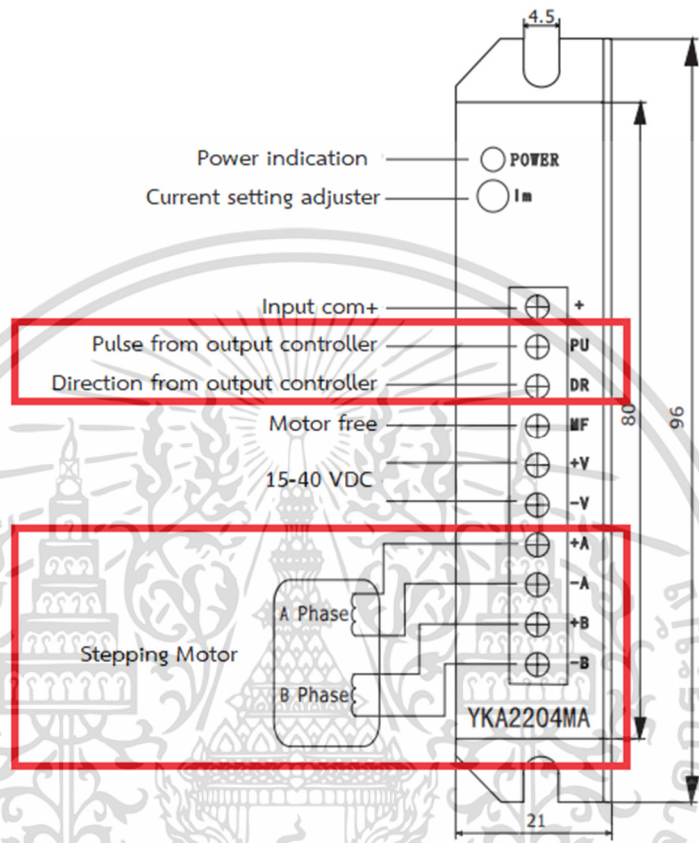 4.5
Power indication POWER
Current setting adjuster Im
Input com+ +
Pulse from output controller PU
Direction from output controller DR
Motor free MF
80
96
15-40 VDC +V
-V
+A
A Phase -A
+B
Stepping Motor
B Phase -B
YKA2204MA
21